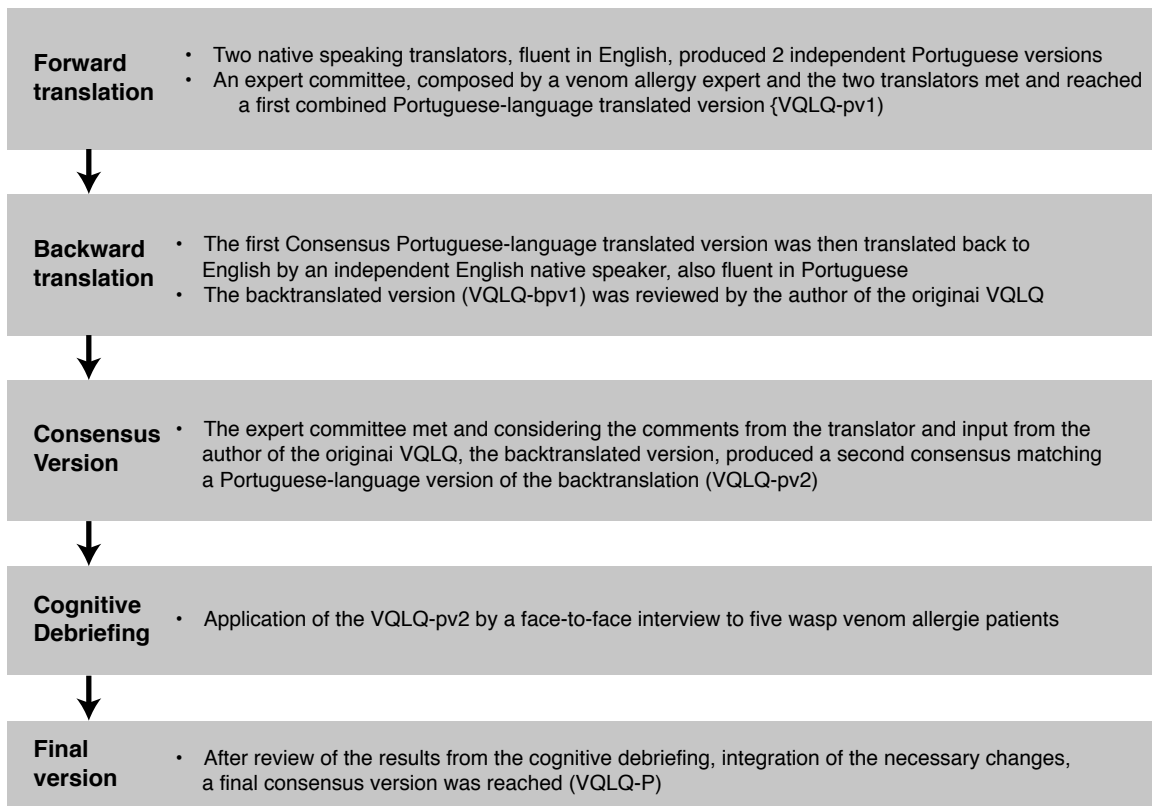 Forward
translation
• Two native speaking translators, fluent in English, produced 2 independent Portuguese versions
• An expert committee, composed by a venom allergy expert and the two translators met and reached
a first combined Portuguese-language translated version {VQLQ-pv1)
Backward
translation
• The first Consensus Portuguese-language translated version was then translated back to
English by an independent English native speaker, also fluent in Portuguese
• The backtranslated version (VQLQ-bpv1) was reviewed by the author of the originai VQLQ
Consensus
Version
• The expert committee met and considering the comments from the translator and input from the
author of the originai VQLQ, the backtranslated version, produced a second consensus matching
a Portuguese-language version of the backtranslation (VQLQ-pv2)
Cognitive
Debriefing
• Application of the VQLQ-pv2 by a face-to-face interview to five wasp venom allergie patients
Final
version
• After review of the results from the cognitive debriefing, integration of the necessary changes,
a final consensus version was reached (VQLQ-P)